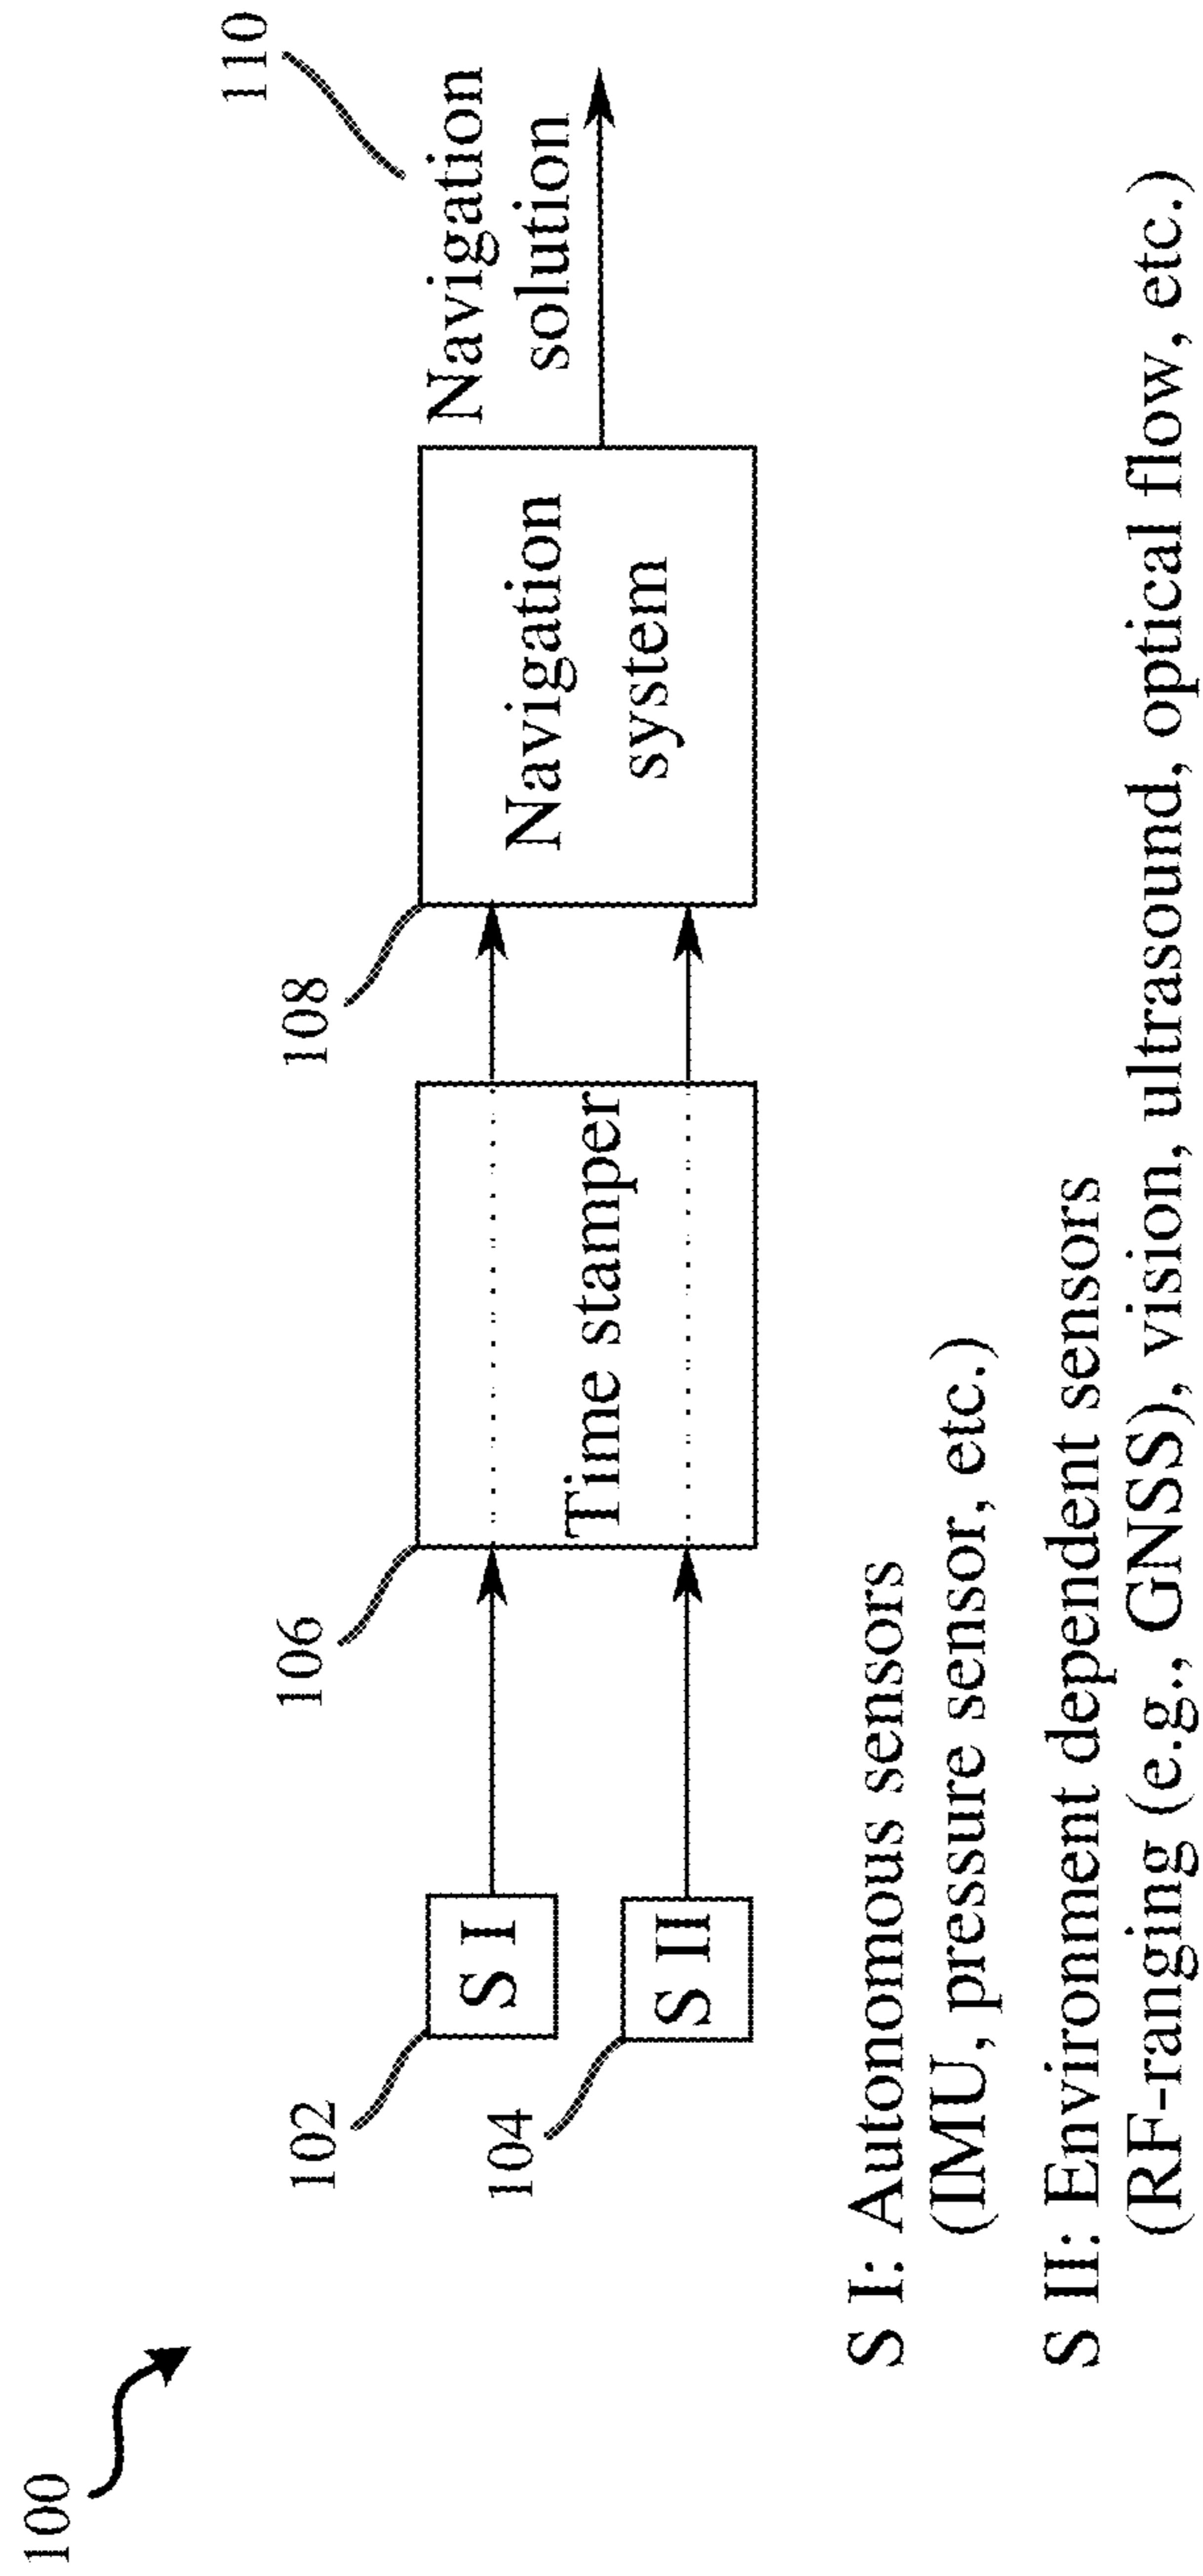 100
110
Navigation
solution
108
Navigation
system
106
Time stamper
102
S I
104
S II
S I: Autonomous sensors
(IMU, pressure sensor, etc.)
S II: Environment dependent sensors
(RF-ranging (e.g., GNSS), vision, ultrasound, optical flow, etc.)